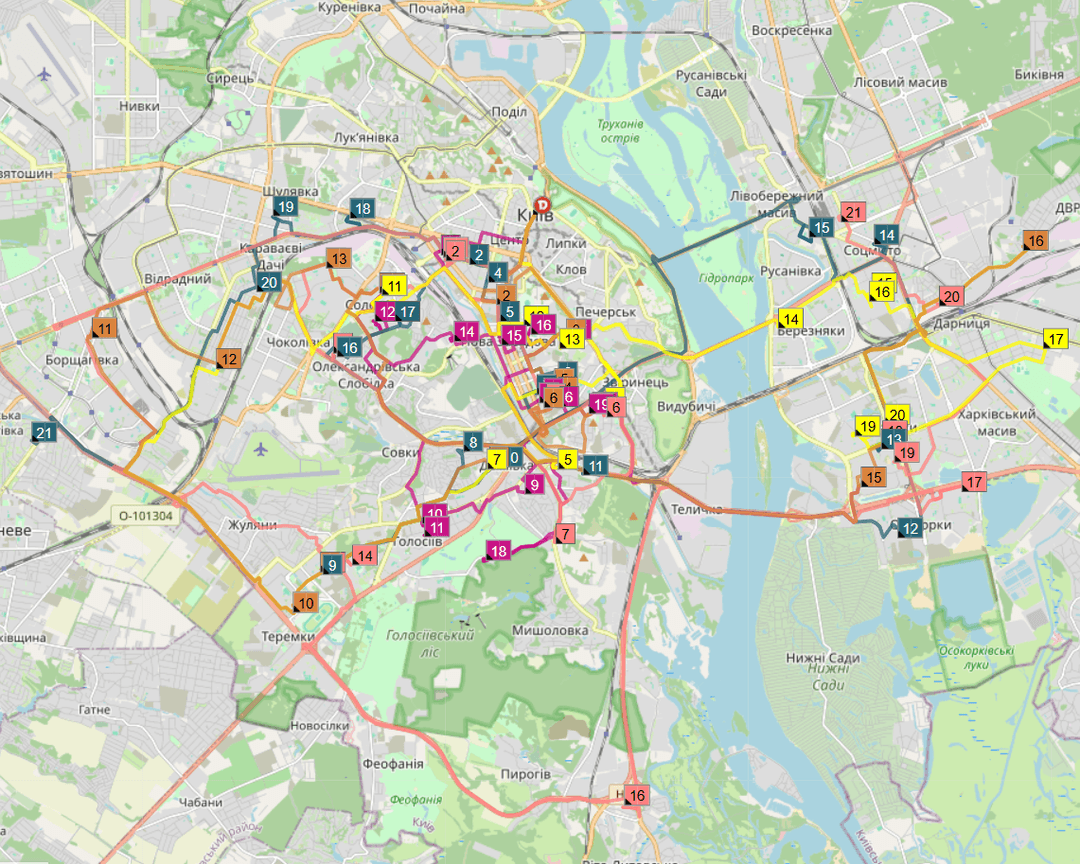 Куренівка
Почайна
Воскресенка
Сирець
Русанівські
Сади
Лісовий масив
Биківня
Нивки
Поділ
Труханів
острів
Лук'янівка
вятошин
Шулявка
Лівобережний
масив
ДВР
19
18
Київ
D
21
15
14
Соцмісто
16
Центр
Липки
2
2
Караваєві
Дачі
13
4
Клов
Гідропарк
Русанівка
Відрадний
20
11
2
16
20
12
17
5
Печерськ
16
14
Березняки
Дарниця
11
14
15
13
17
Чоколівка
16
Борщагівка
12
Олександрівська
Слобідка
Звіринець
6
6
19
6
Видубичі
20
Харківський
масив
21
19
13
19
8
Совки
7
0
5
11
9
15
17
О-101304
10
11
Теличка
12
Жуляни
Голосіїв
7
14
18
9
10
Теремки
Голосіївський
ліс
Мишоловка
Осокорківські
луки
Нижні Сади
Нижні
Сади
Гатне
Новосілки
Феофанія
Пирогів
16
Чабани
Феофанія
Київ